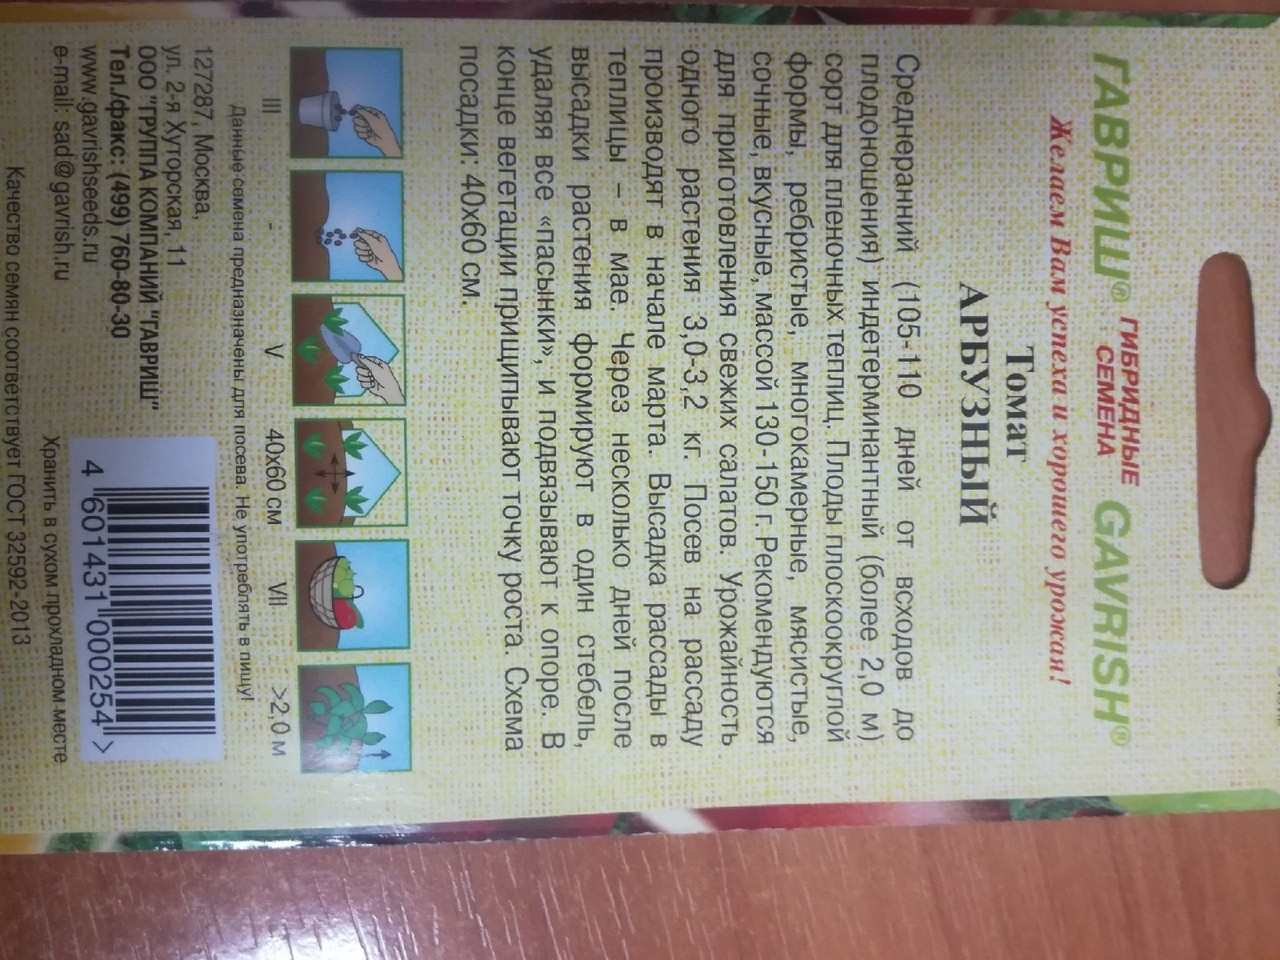 ГАВРИШ® ГИБРИДНЫЕ СЕМЕНА GAVRISH®
Желаем Вам успеха и хорошего урожая!
Томат
АРБУЗНЫЙ
Среднеранний (105-110 дней от всходов до
плодоношения) индетерминантный (более 2,0 м)
сорт для пленочных теплиц. Плоды плоскоокруглой
формы, ребристые, многокамерные, мясистые,
сочные, вкусные, массой 130-150 г. Рекомендуются
для приготовления свежих салатов. Урожайность
одного растения 3,0-3,2 кг. Посев на рассаду
производят в начале марта. Высадка рассады в
теплицы – в мае. Через несколько дней после
высадки растения формируют в один стебель,
удаляя все «пасынки», и подвязывают к опоре. В
конце вегетации прищипывают точку роста. Схема
посадки: 40х60 см.
III - V 40х60 см VII >2,0 м
Данные семена предназначены для посева. Не употреблять в пищу!
127287, Москва,
ул. 2-я Хуторская, 11
ООО "ГРУППА КОМПАНИЙ "ГАВРИШ"
Тел./факс: (499) 760-80-30
www.gavrishseeds.ru
e-mail: sad@gavrish.ru
4 601431 000254 >
Хранить в сухом прохладном месте
Качество семян соответствует ГОСТ 32592-2013